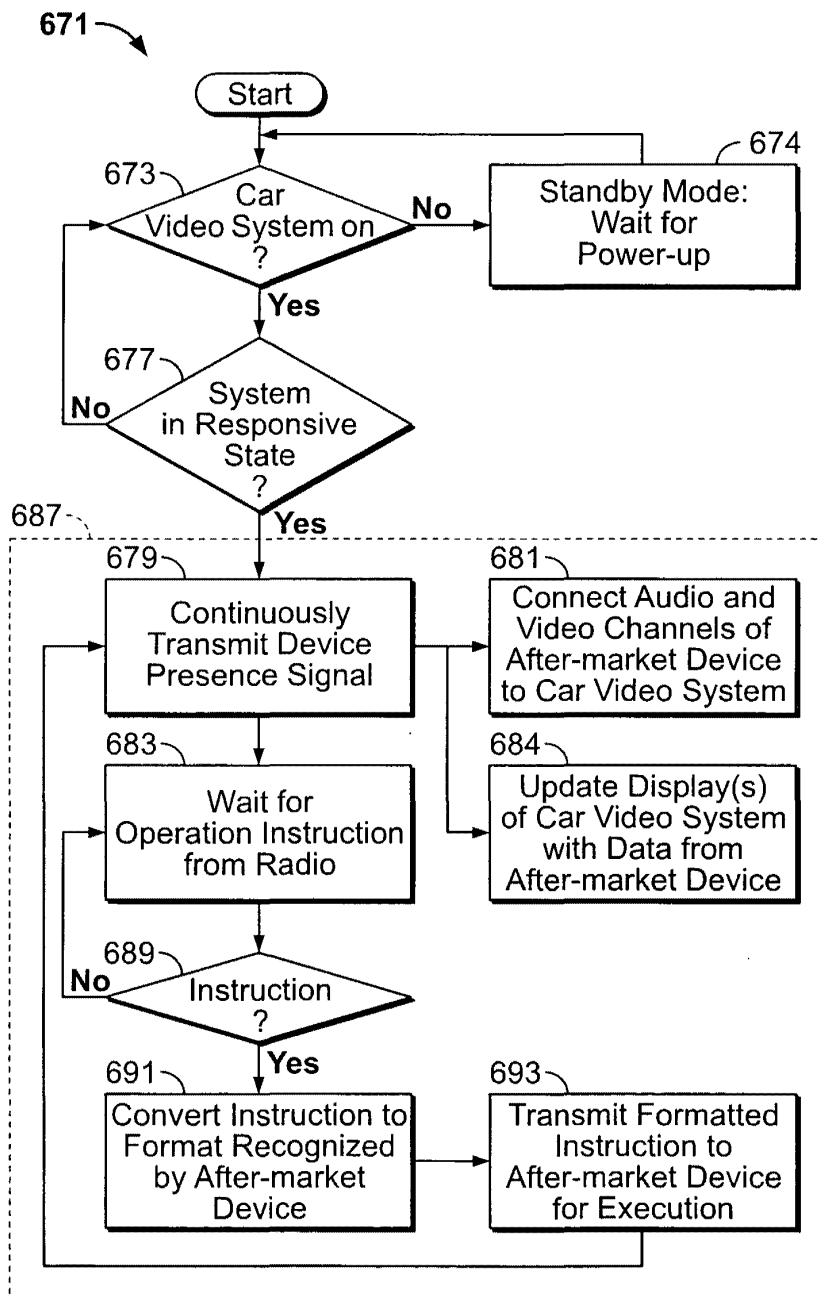 671
Start
673
Car
Video System on
?
No
674
Standby Mode:
Wait for
Power-up
Yes
677
System
in Responsive
State
?
No
Yes
687
679
Continuously
Transmit Device
Presence Signal
681
Connect Audio and
Video Channels of
After-market Device
to Car Video System
683
Wait for
Operation Instruction
from Radio
684
Update Display(s)
of Car Video System
with Data from
After-market Device
689
Instruction
?
No
Yes
691
Convert Instruction to
Format Recognized
by After-market
Device
693
Transmit Formatted
Instruction to
After-market Device
for Execution